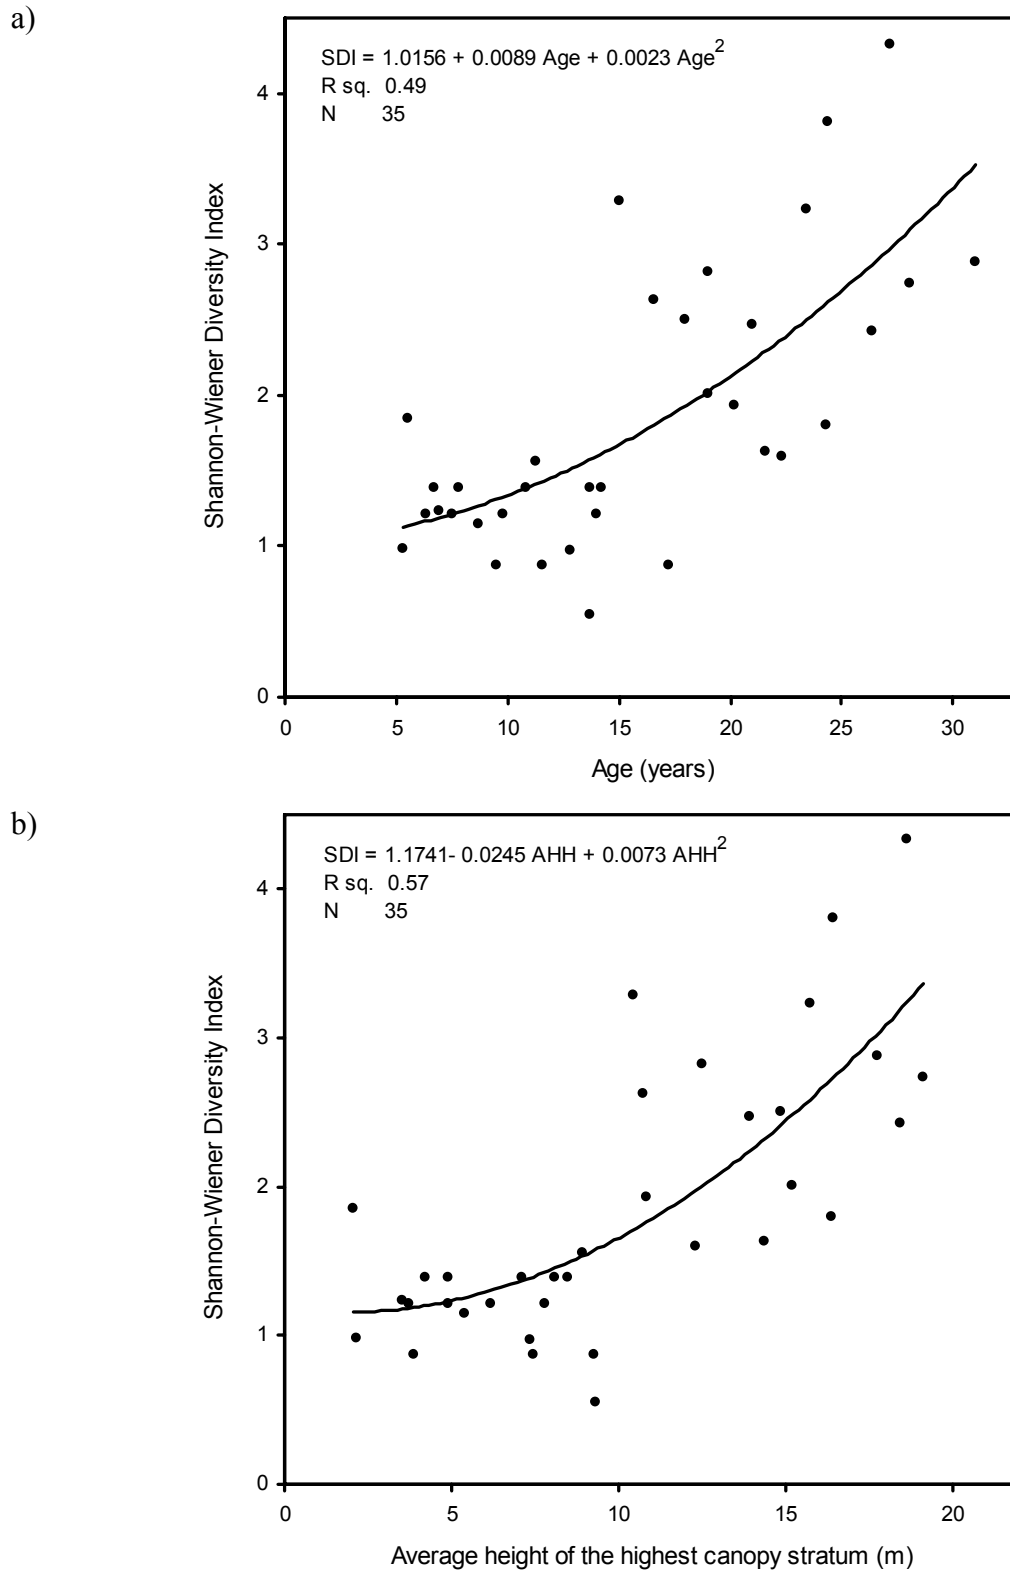 a)
SDI = 1.0156 + 0.0089 Age + 0.0023 Age²
R sq. 0.49
N 35
4
3
2
1
0
Shannon-Wiener Diversity Index
0 5 10 15 20 25 30
Age (years)
b)
SDI = 1.1741- 0.0245 AHH + 0.0073 AHH²
R sq. 0.57
N 35
4
3
2
1
0
Shannon-Wiener Diversity Index
0 5 10 15 20
Average height of the highest canopy stratum (m)